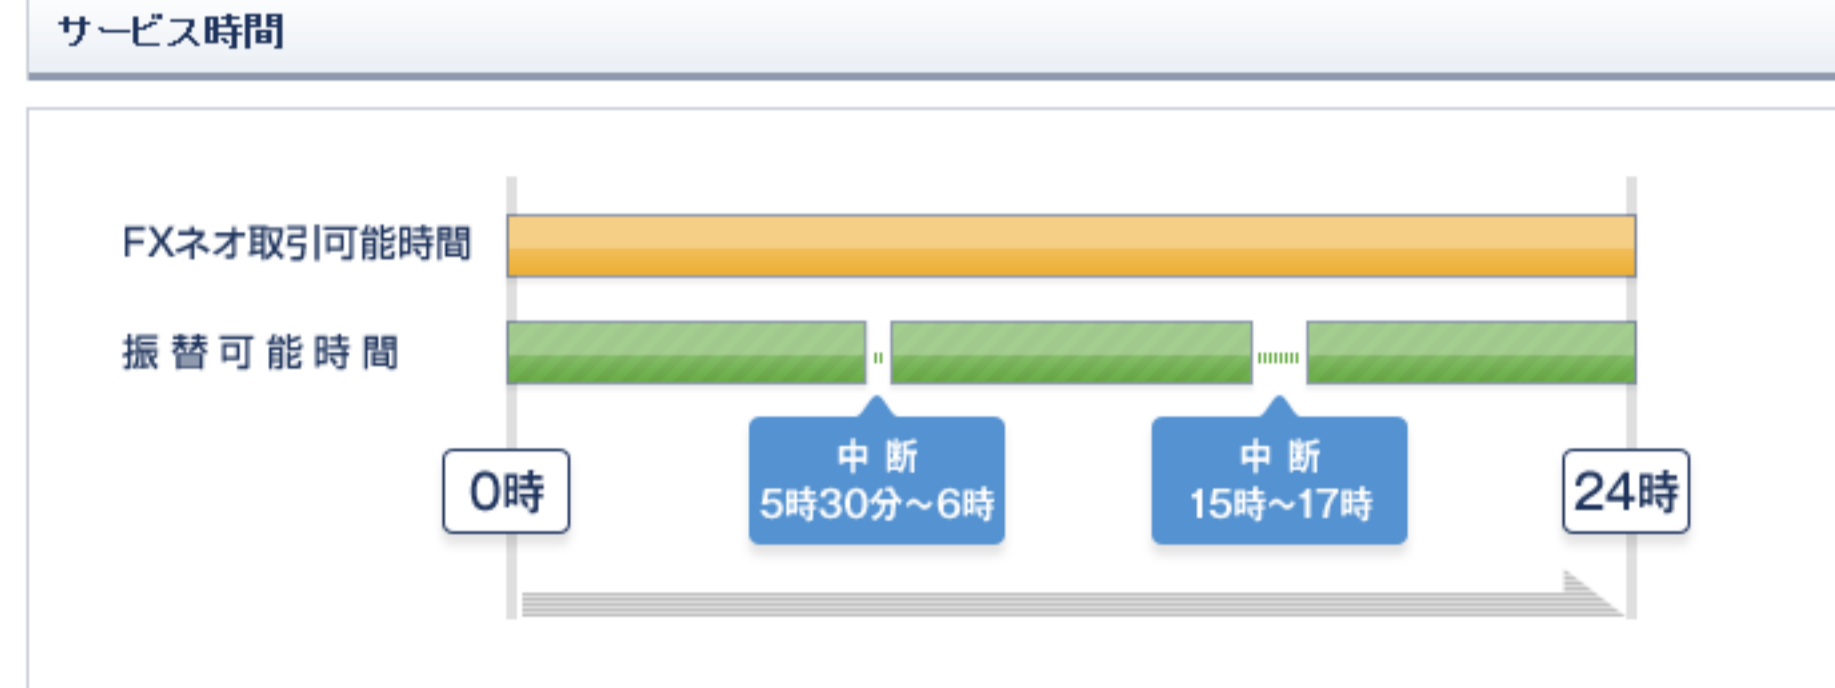 サービス時間
FXネオ取引可能時間
振替可能時間
中断
5時30分～6時
中断
15時～17時
0時
24時